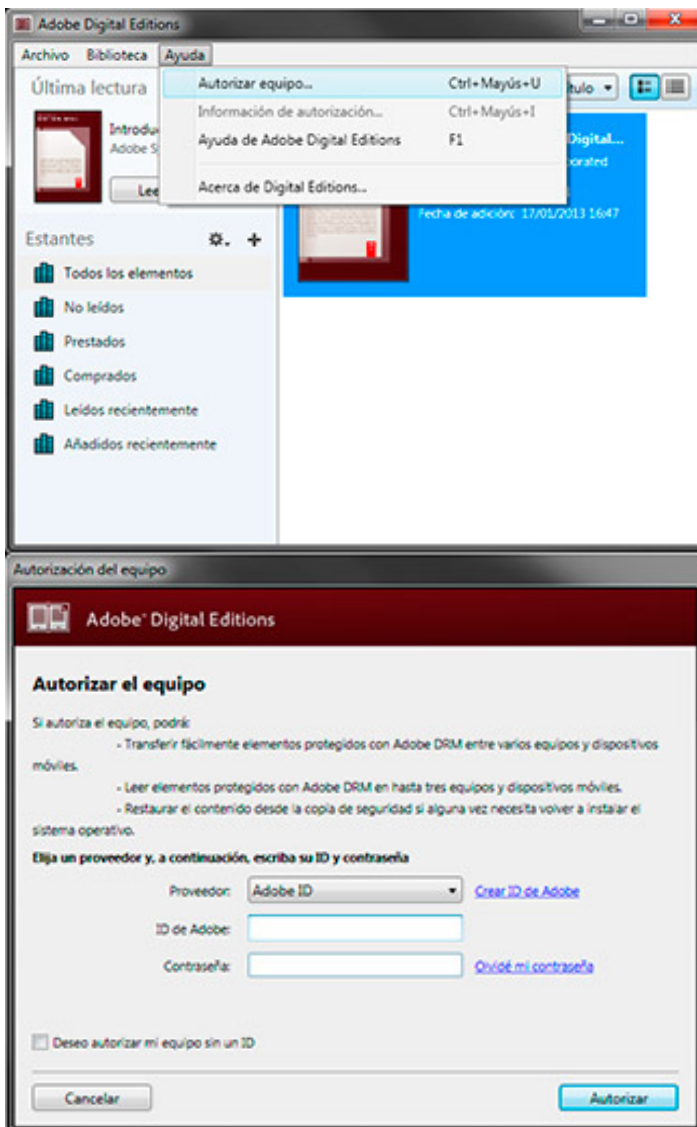 Adobe Digital Editions
Archivo Biblioteca Ayuda
Última lectura
Autorizar equipo... Ctrl+Mayús+U
Información de autorización... Ctrl+Mayús+I
Ayuda de Adobe Digital Editions F1
Acerca de Digital Editions...
Digital...
Fecha de adición: 17/01/2013 16:47
Estantes
Todos los elementos
No leídos
Prestados
Comprados
Leídos recientemente
Añadidos recientemente
Autorización del equipo
Adobe Digital Editions
Autorizar el equipo
Si autoriza el equipo, podrá:
- Transferir fácilmente elementos protegidos con Adobe DRM entre varios equipos y dispositivos
móviles.
- Leer elementos protegidos con Adobe DRM en hasta tres equipos y dispositivos móviles.
- Restaurar el contenido desde la copia de seguridad si alguna vez necesita volver a instalar el
sistema operativo.
Elija un proveedor y, a continuación, escriba su ID y contraseña
Proveedor: Adobe ID Crear ID de Adobe
ID de Adobe:
Contraseña: Olvidé mi contraseña
Deseo autorizar mi equipo sin un ID
Cancelar Autorizar